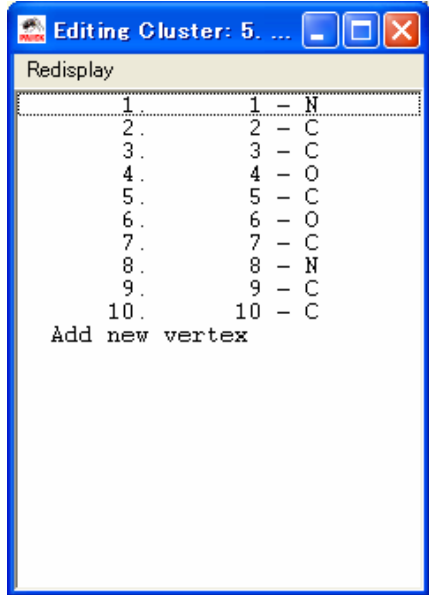 Editing Cluster: 5. ...
Redisplay
1. 1 - N
2. 2 - C
3. 3 - C
4. 4 - O
5. 5 - C
6. 6 - O
7. 7 - C
8. 8 - N
9. 9 - C
10. 10 - C
Add new vertex